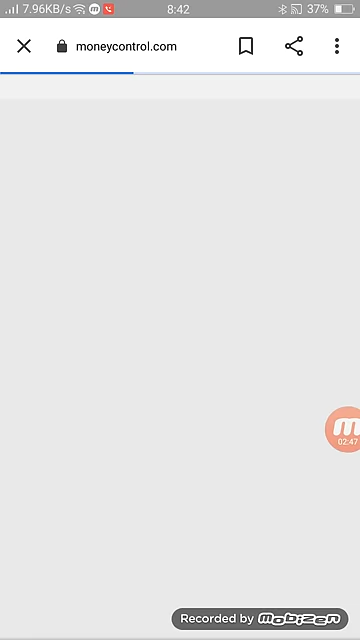 7.96KB/s m 8:42 37%
moneycontrol.com
m
02:47
Recorded by Mobizen